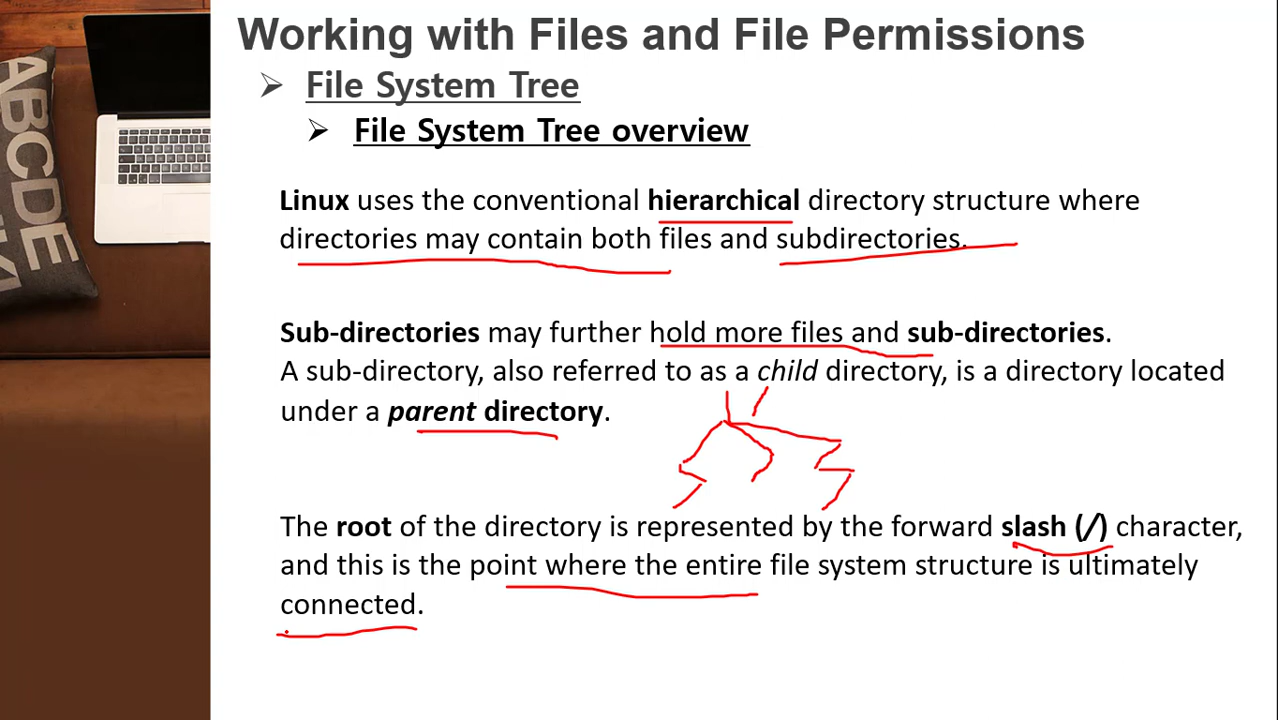 Working with Files and File Permissions
File System Tree
File System Tree overview
Linux uses the conventional hierarchical directory structure where
directories may contain both files and subdirectories.
Sub-directories may further hold more files and sub-directories.
A sub-directory, also referred to as a child directory, is a directory located
under a parent directory.
The root of the directory is represented by the forward slash (/) character,
and this is the point where the entire file system structure is ultimately
connected.
ABCDE